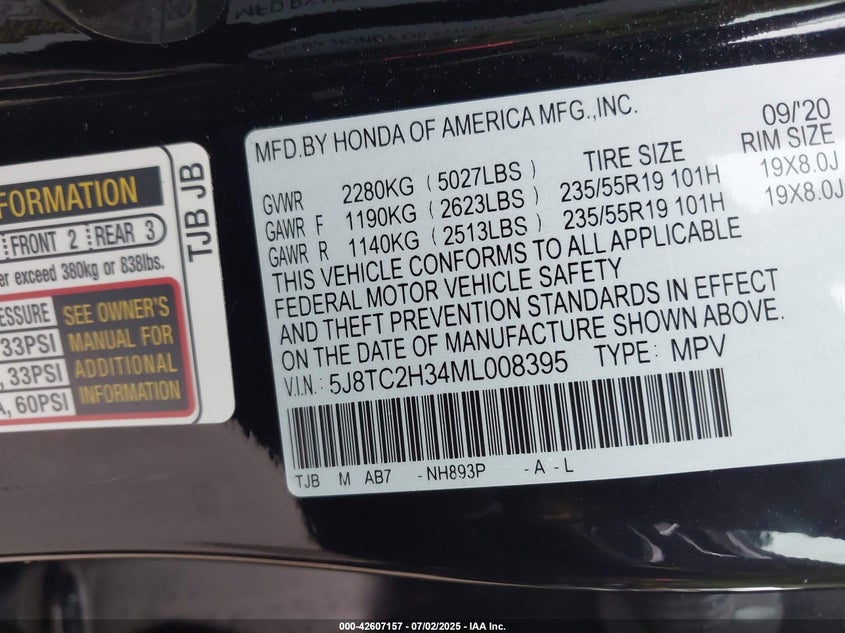 MFD.BY HONDA OF AMERICA MFG.,INC. 09/'20
TIRE SIZE RIM SIZE
GVWR 2280KG (5027LBS)
GAWR F 1190KG (2623LBS) 235/55R19 101H 19X8.0J
GAWR R 1140KG (2513LBS) 235/55R19 101H 19X8.0J
THIS VEHICLE CONFORMS TO ALL APPLICABLE
FEDERAL MOTOR VEHICLE SAFETY
AND THEFT PREVENTION STANDARDS IN EFFECT
ON THE DATE OF MANUFACTURE SHOWN ABOVE.
V.I.N.: 5J8TC2H34ML008395 TYPE: MPV
TJB M AB7 -NH893P -A -L
TJB JB
FORMATION
FRONT 2 REAR 3
exceed 380kg or 838lbs.
SEE OWNER'S
33PSI MANUAL FOR
33PSI ADDITIONAL
60PSI INFORMATION
000-42607157 - 07/02/2025 - IAA Inc.